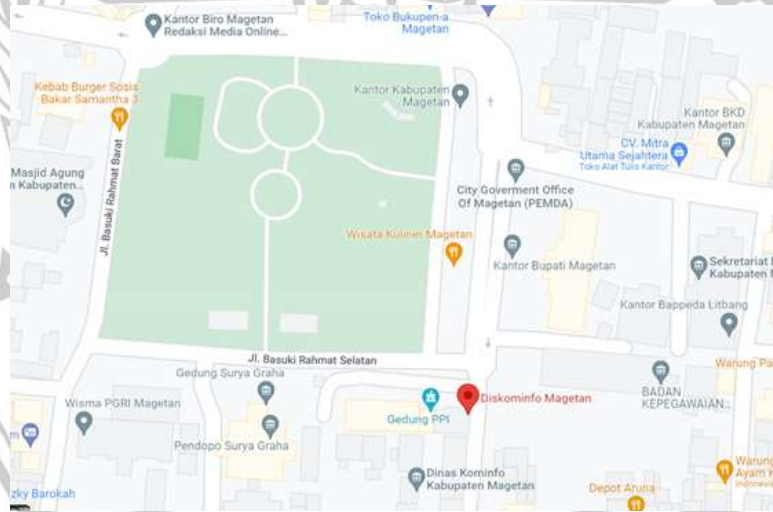 Kantor Biro Magetan
Redaksi Media Online...
Toko Bukupen-a
Magetan
Kebab Burger Sosis
Bakar Samantha 3
Kantor Kabupaten
Magetan
Kantor BKD
Kabupaten Magetan
CV. Mitra
Utama Sejahtera
Toko Alat Tulis Kantor
Masjid Agung
n Kabupaten...
Jl. Basuki Rahmat Barat
City Goverment Office
Of Magetan (PEMDA)
Wisata Kuliner Magetan
Kantor Bupati Magetan
Sekretariat
Kabupaten
Kantor Bappeda Litbang
Jl. Basuki Rahmat Selatan
Gedung Surya Graha
Warung Pa
BADAN
KEPEGAWAIAN...
Diskominfo Magetan
Wisma PGRI Magetan
Gedung PPI
Pendopo Surya Graha
Dinas Kominfo
Kabupaten Magetan
Warung
Ayam
Depot Aruna
zky Barokah